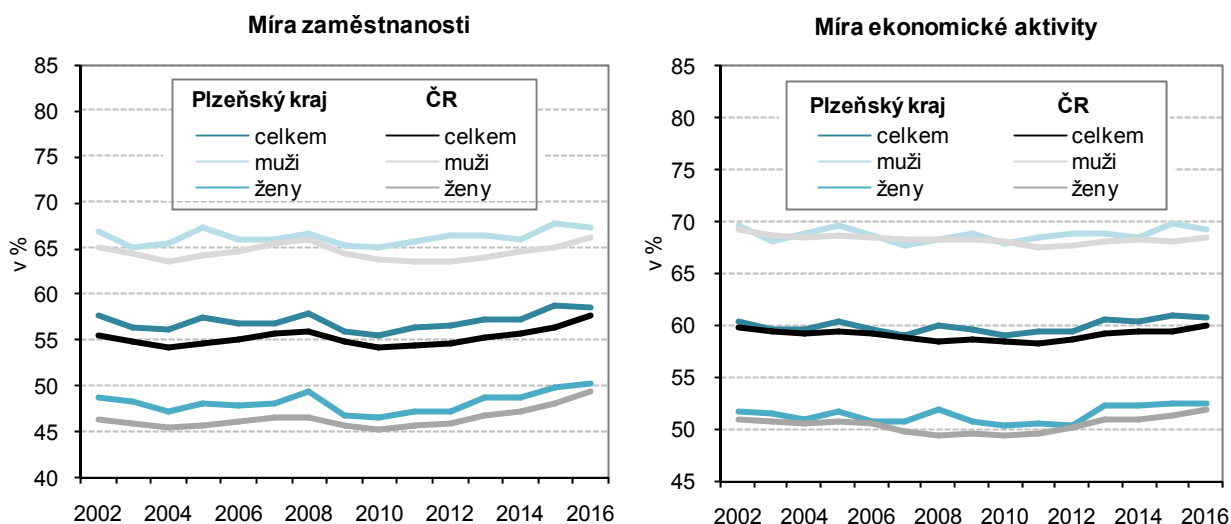 Míra zaměstnanosti
85
80
75
70
65
60
55
50
45
40
v %
Plzeňský kraj ČR
celkem celkem
muži muži
ženy ženy
2002 2004 2006 2008 2010 2012 2014 2016
Míra ekonomické aktivity
85
80
75
70
65
60
55
50
45
v %
Plzeňský kraj ČR
celkem celkem
muži muži
ženy ženy
2002 2004 2006 2008 2010 2012 2014 2016